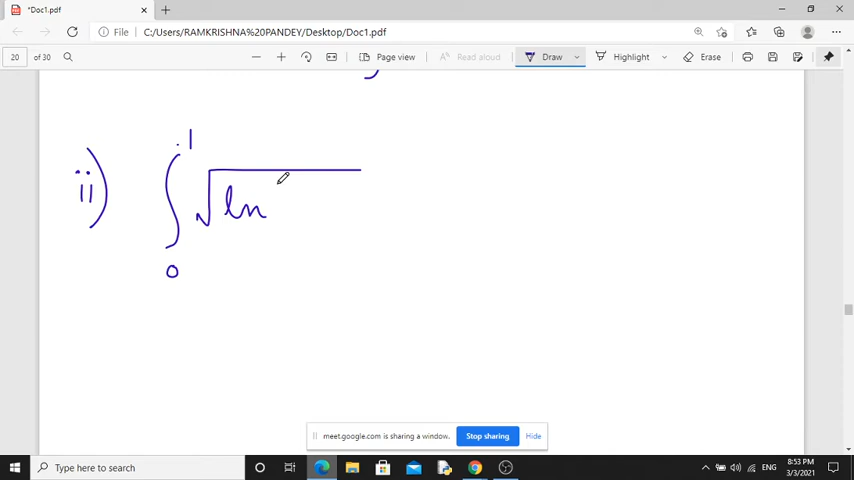 *Doc1.pdf
File C:/Users/RAMKRISHNA%20PANDEY/Desktop/Doc1.pdf
20 of 30 Page view Read aloud Draw Highlight Erase
ii) ∫₀¹ √ln
meet.google.com is sharing a window. Stop sharing Hide
Type here to search ENG 8:53 PM
3/3/2021